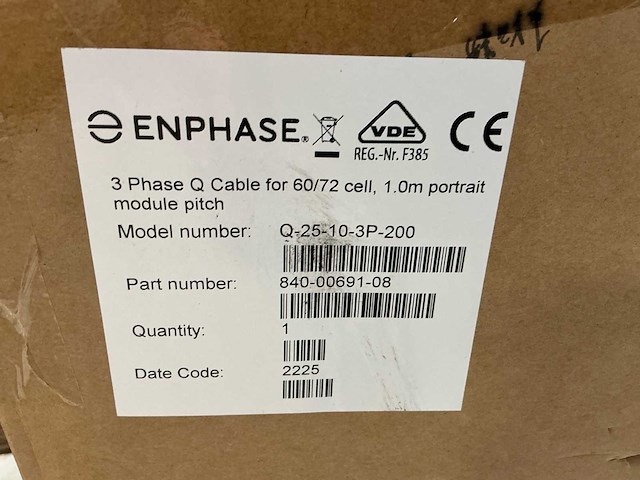 ENPHASE®
VDE
REG.-Nr. F385
CE
3 Phase Q Cable for 60/72 cell, 1.0m portrait
module pitch
Model number: Q-25-10-3P-200
Part number: 840-00691-08
Quantity: 1
Date Code: 2225